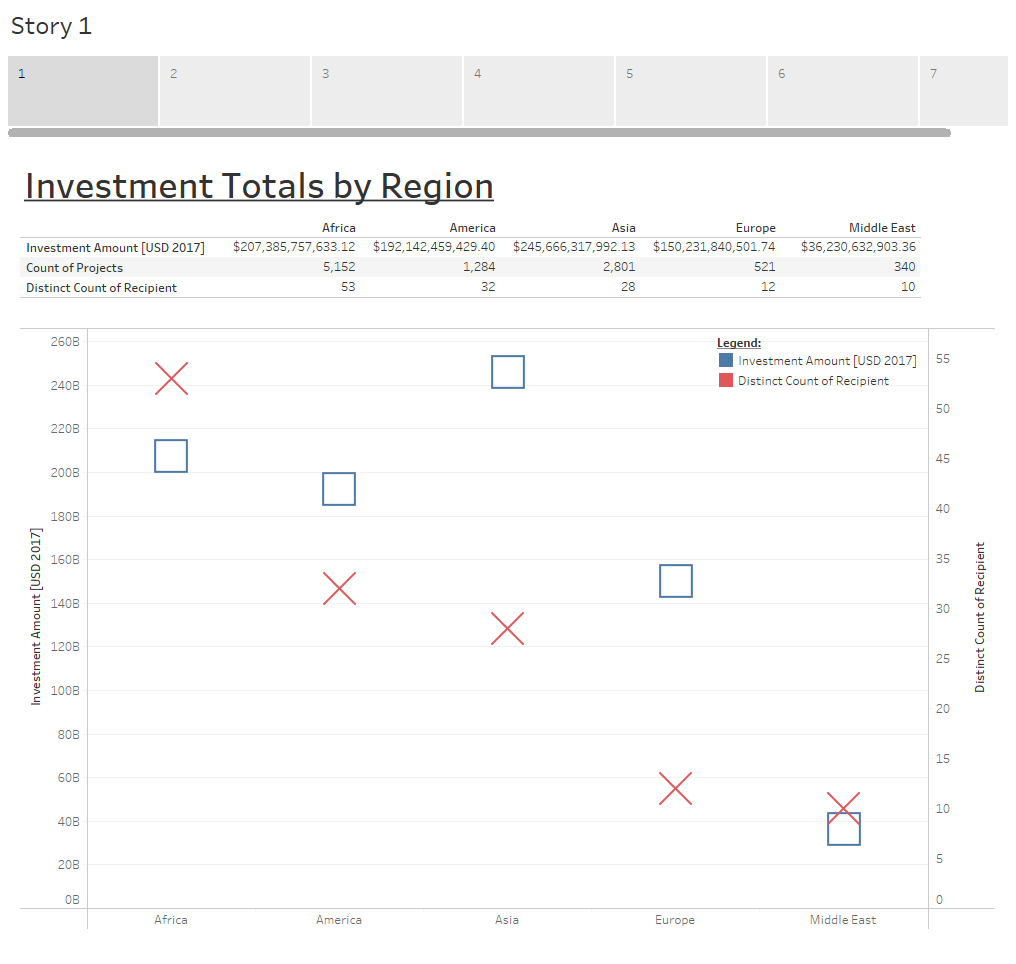 Story 1
1 2 3 4 5 6 7
Investment Totals by Region
Africa America Asia Europe Middle East
Investment Amount [USD 2017] $207,385,757,633.12 $192,142,459,429.40 $245,666,317,992.13 $150,231,840,501.74 $36,230,632,903.36
Count of Projects 5,152 1,284 2,801 521 340
Distinct Count of Recipient 53 32 28 12 10
Legend:
Investment Amount [USD 2017]
Distinct Count of Recipient
260B
240B
220B
200B
180B
160B
140B
120B
100B
80B
60B
40B
20B
0B
Investment Amount [USD 2017]
55
50
45
40
35
30
25
20
15
10
5
0
Distinct Count of Recipient
Africa America Asia Europe Middle East